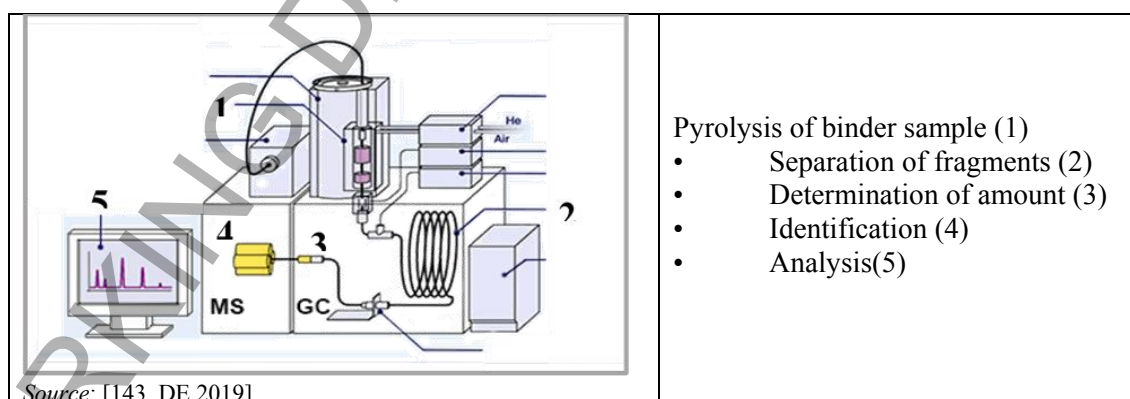 1
He
Air
5
4
3
2
MS
GC
Source: [143, DE 2019]
Pyrolysis of binder sample (1)
• Separation of fragments (2)
• Determination of amount (3)
• Identification (4)
• Analysis(5)